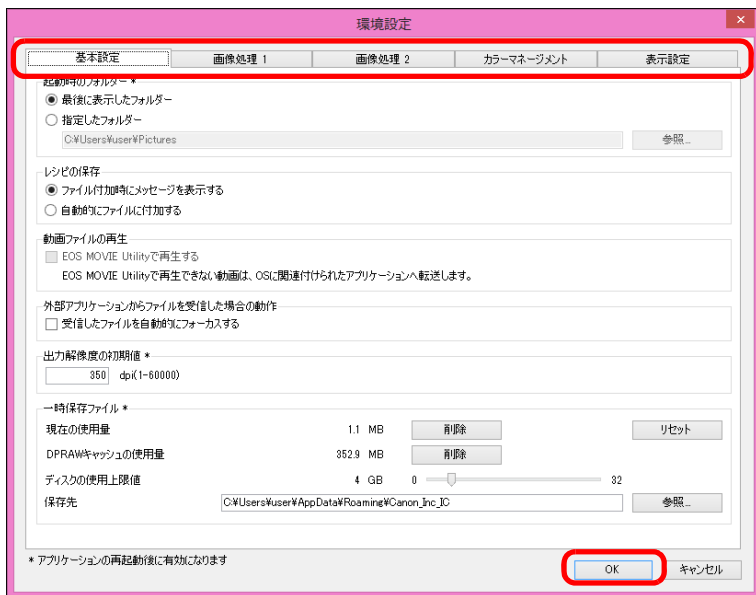 環境設定
基本設定 画像処理 1 画像処理 2 カラーマネージメント 表示設定
起動時のフォルダー *
最後に表示したフォルダー
指定したフォルダー
C:¥Users¥user¥Pictures 参照...
レシピの保存
ファイル付加時にメッセージを表示する
自動的にファイルに付加する
動画ファイルの再生
EOS MOVIE Utilityで再生する
EOS MOVIE Utilityで再生できない動画は、OSに関連付けられたアプリケーションへ転送します。
外部アプリケーションからファイルを受信した場合の動作
受信したファイルを自動的にフォーカスする
出力解像度の初期値 *
350 dpi(1-60000)
一時保存ファイル *
現在の使用量 1.1 MB 削除 リセット
DPRAWキャッシュの使用量 352.9 MB 削除
ディスクの使用上限値 4 GB 0 32
保存先 C:¥Users¥user¥AppData¥Roaming¥Canon_Inc_IC 参照...
* アプリケーションの再起動後に有効になります
OK キャンセル